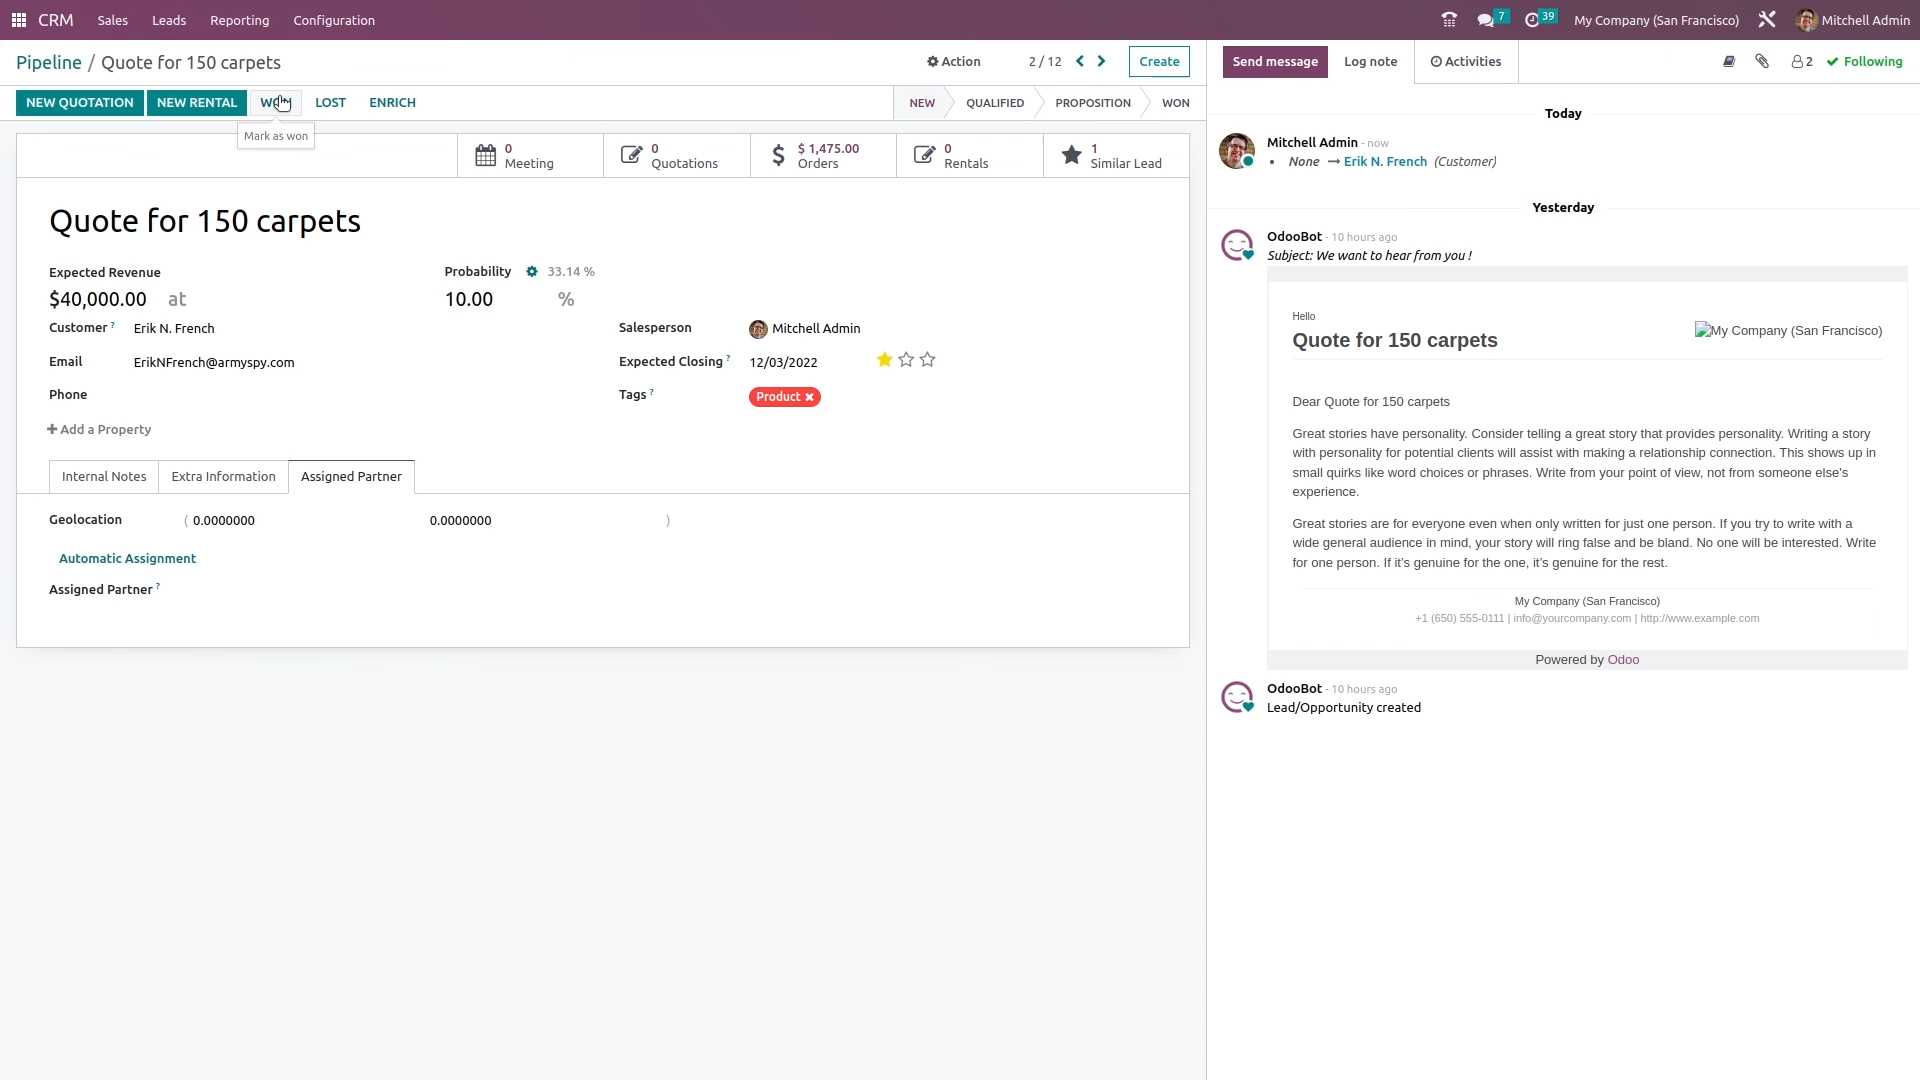 CRM Sales Leads Reporting Configuration 7 39 My Company (San Francisco) Mitchell Admin
Pipeline / Quote for 150 carpets Action 2 / 12 Create
NEW QUOTATION NEW RENTAL LOST ENRICH NEW QUALIFIED PROPOSITION WON
Mark as won
0 Meeting
0 Quotations
$ 1,475.00 Orders
0 Rentals
1 Similar Lead
Quote for 150 carpets
Expected Revenue
$40,000.00 at
Probability 33.14 %
10.00 %
Customer ? Erik N. French
Email ErikNFrench@armyspy.com
Phone
Salesperson Mitchell Admin
Expected Closing ? 12/03/2022
Tags ? Product ×
+ Add a Property
Internal Notes Extra Information Assigned Partner
Geolocation ( 0.0000000 0.0000000 )
Automatic Assignment
Assigned Partner ?
Send message Log note Activities 2 Following
Today
Mitchell Admin - now
• None → Erik N. French (Customer)
Yesterday
OdooBot - 10 hours ago
Subject: We want to hear from you !
Hello
Quote for 150 carpets
My Company (San Francisco)
Dear Quote for 150 carpets
Great stories have personality. Consider telling a great story that provides personality. Writing a story
with personality for potential clients will assist with making a relationship connection. This shows up in
small quirks like word choices or phrases. Write from your point of view, not from someone else's
experience.
Great stories are for everyone even when only written for just one person. If you try to write with a
wide general audience in mind, your story will ring false and be bland. No one will be interested. Write
for one person. If it’s genuine for the one, it’s genuine for the rest.
My Company (San Francisco)
+1 (650) 555-0111 | info@yourcompany.com | http://www.example.com
Powered by Odoo
OdooBot - 10 hours ago
Lead/Opportunity created